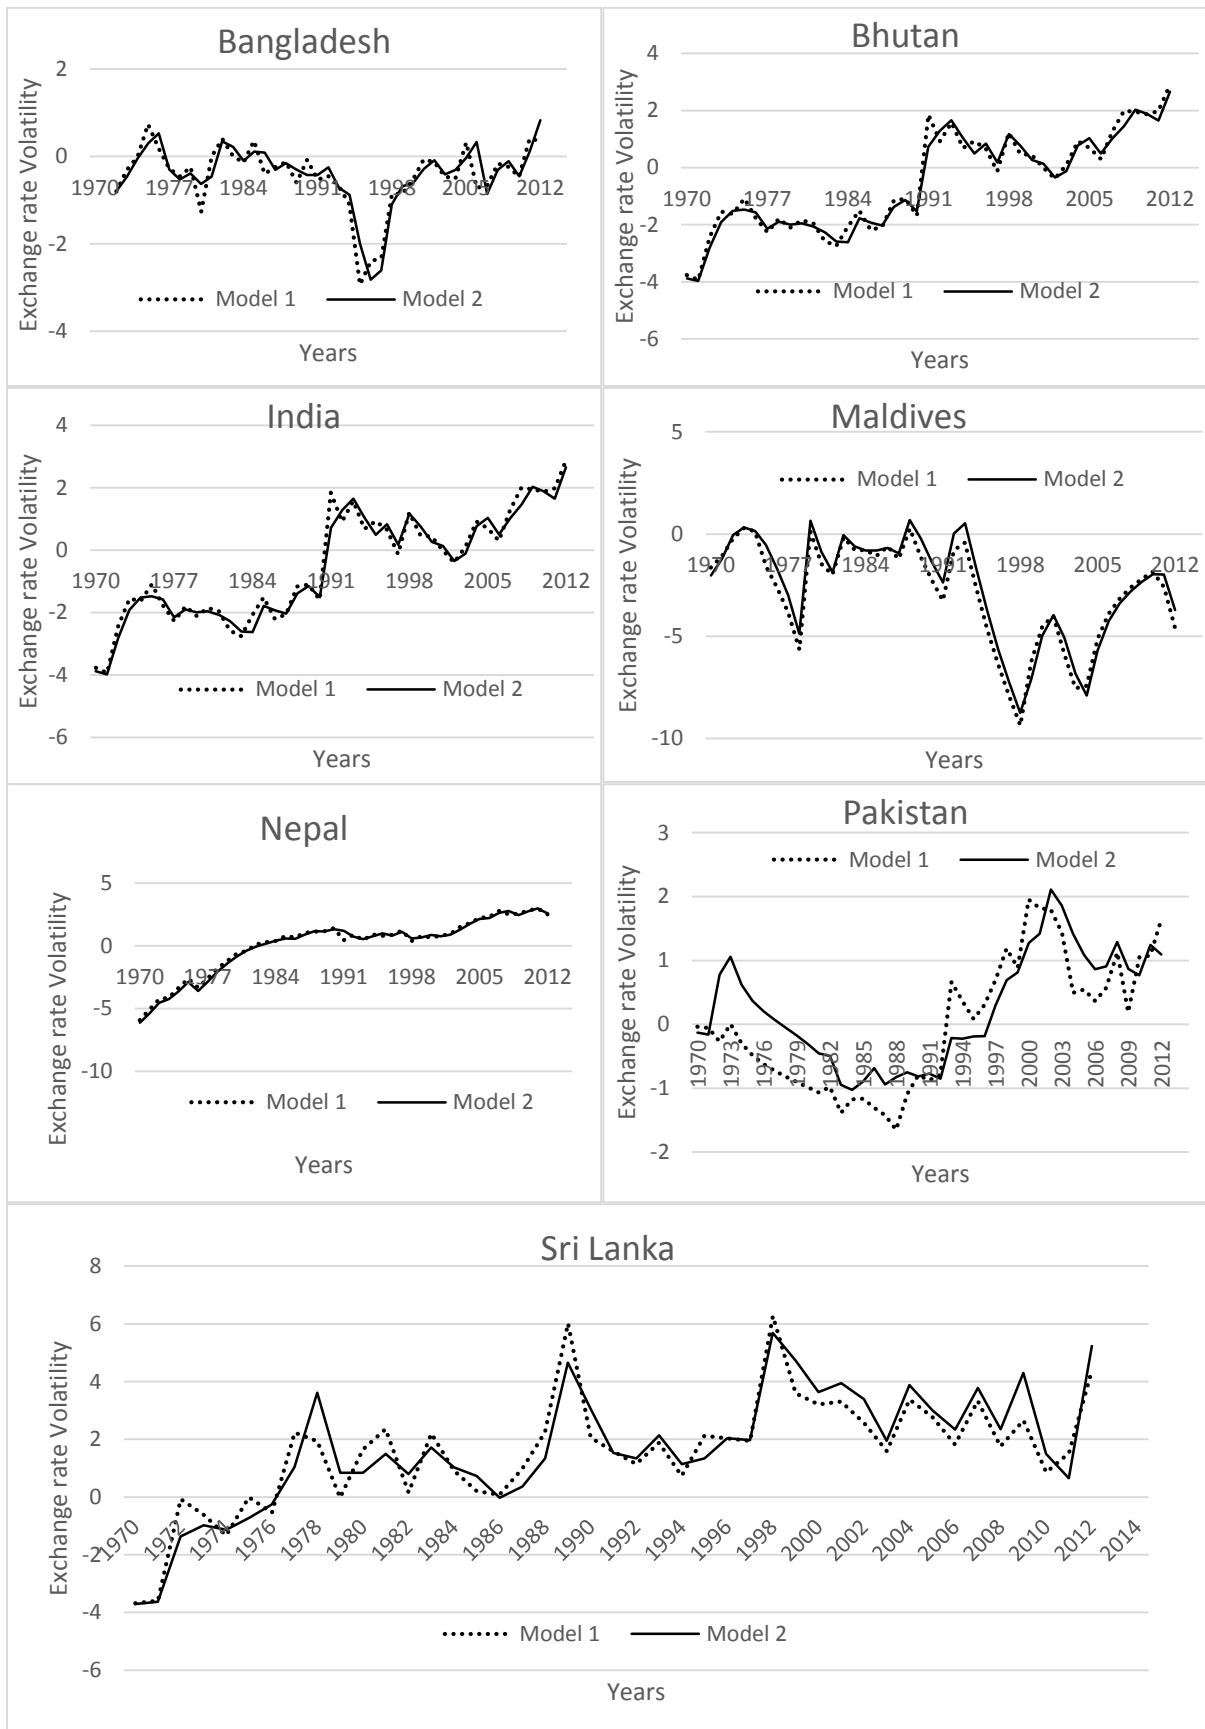 Bangladesh
Exchange rate Volatility
2
0
-2
-4
1970 1977 1984 1991 1998 2005 2012
Model 1 Model 2
Years
Bhutan
Exchange rate Volatility
4
2
0
-2
-4
-6
1970 1977 1984 1991 1998 2005 2012
Model 1 Model 2
Years
India
Exchange rate Volatility
4
2
0
-2
-4
-6
1970 1977 1984 1991 1998 2005 2012
Model 1 Model 2
Years
Maldives
Exchange rate Volatility
5
0
-5
-10
Model 1 Model 2
1970 1977 1984 1991 1998 2005 2012
Years
Nepal
Exchange rate Volatility
5
0
-5
-10
1970 1977 1984 1991 1998 2005 2012
Model 1 Model 2
Years
Pakistan
Exchange rate Volatility
3
2
1
0
-1
-2
Model 1 Model 2
1970 1973 1976 1979 1982 1985 1988 1991 1994 1997 2000 2003 2006 2009 2012
Years
Sri Lanka
Exchange rate Volatility
8
6
4
2
0
-2
-4
-6
1970 1972 1974 1976 1978 1980 1982 1984 1986 1988 1990 1992 1994 1996 1998 2000 2002 2004 2006 2008 2010 2012 2014
Model 1 Model 2
Years